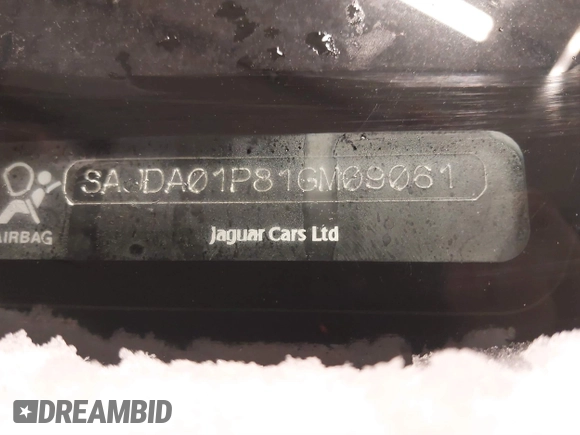 SAJDA01P81GM09061
AIRBAG
Jaguar Cars Ltd
DREAMBID